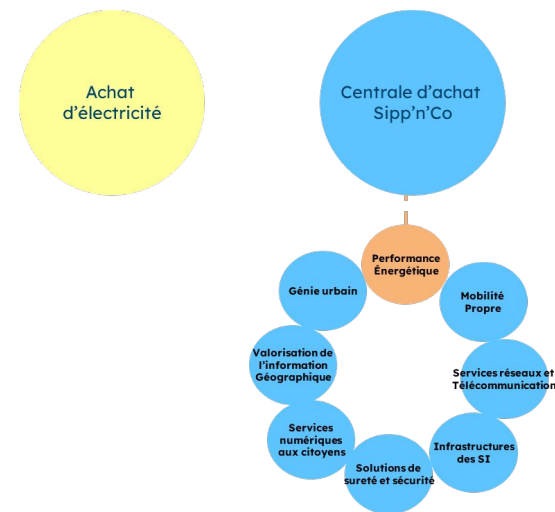 Achat
d’électricité
Centrale d’achat
Sipp’n’Co
Performance
Énergétique
Mobilité
Propre
Services réseaux et
Télécommunication
Infrastructures
des SI
Solutions de
sureté et sécurité
Services
numériques
aux citoyens
Valorisation de
l’information
Géographique
Génie urbain